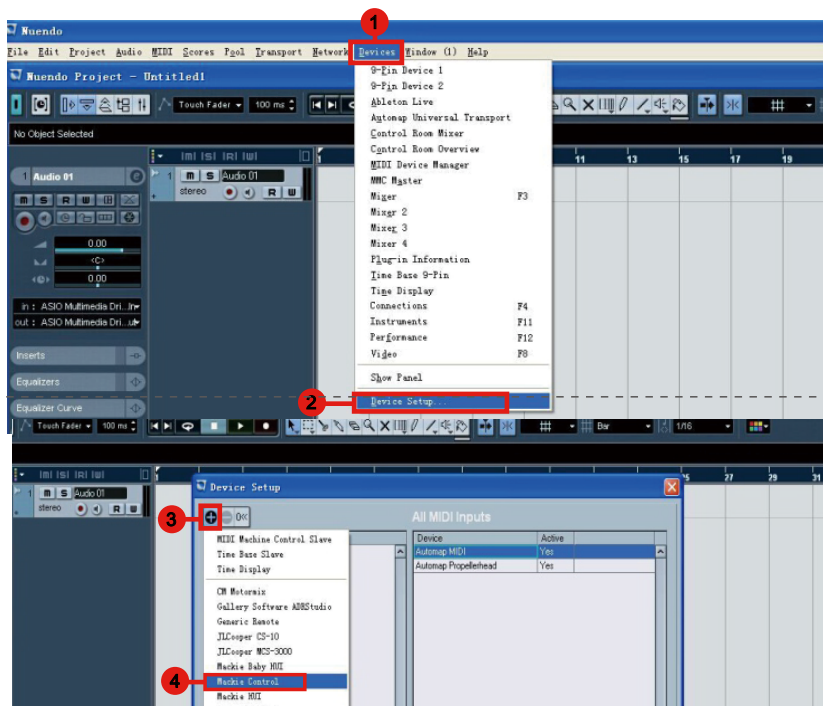 1
Nuendo
File Edit Project Audio MIDI Scores Pool Transport Network Devices Window (1) Help
Nuendo Project - Untitled1
Touch Fader 100 ms
No Object Selected
9-Pin Device 1
9-Pin Device 2
Ableton Live
Automap Universal Transport
Control Room Mixer
Control Room Overview
MIDI Device Manager
MMC Master
Mixer F3
Mixer 2
Mixer 3
Mixer 4
Plug-in Information
Time Base 9-Pin
Time Display
Connections F4
Instruments F11
Performance F12
Video F8
Show Panel
2 Device Setup...
1 11 13 15 17 19
1 Audio 01
M S R W
0.00
<C>
0.00
in : ASIO Multimedia Dri..In
out : ASIO Multimedia Dri..ut
Inserts
Equalizers
Equalizer Curve
1 m S Audio 01
stereo R W
Touch Fader 100 ms Bar 1/16
25 27 29 31
1 m S Audio 01
stereo R W
Device Setup
3
All MIDI Inputs
Device Active
Automap MIDI Yes
Automap Propellerhead Yes
MIDI Machine Control Slave
Time Base Slave
Time Display
CM Motormix
Gallery Software ADRStudio
Generic Remote
JLCooper CS-10
JLCooper MCS-3000
Mackie Baby HUI
4 Mackie Control
Mackie HUI